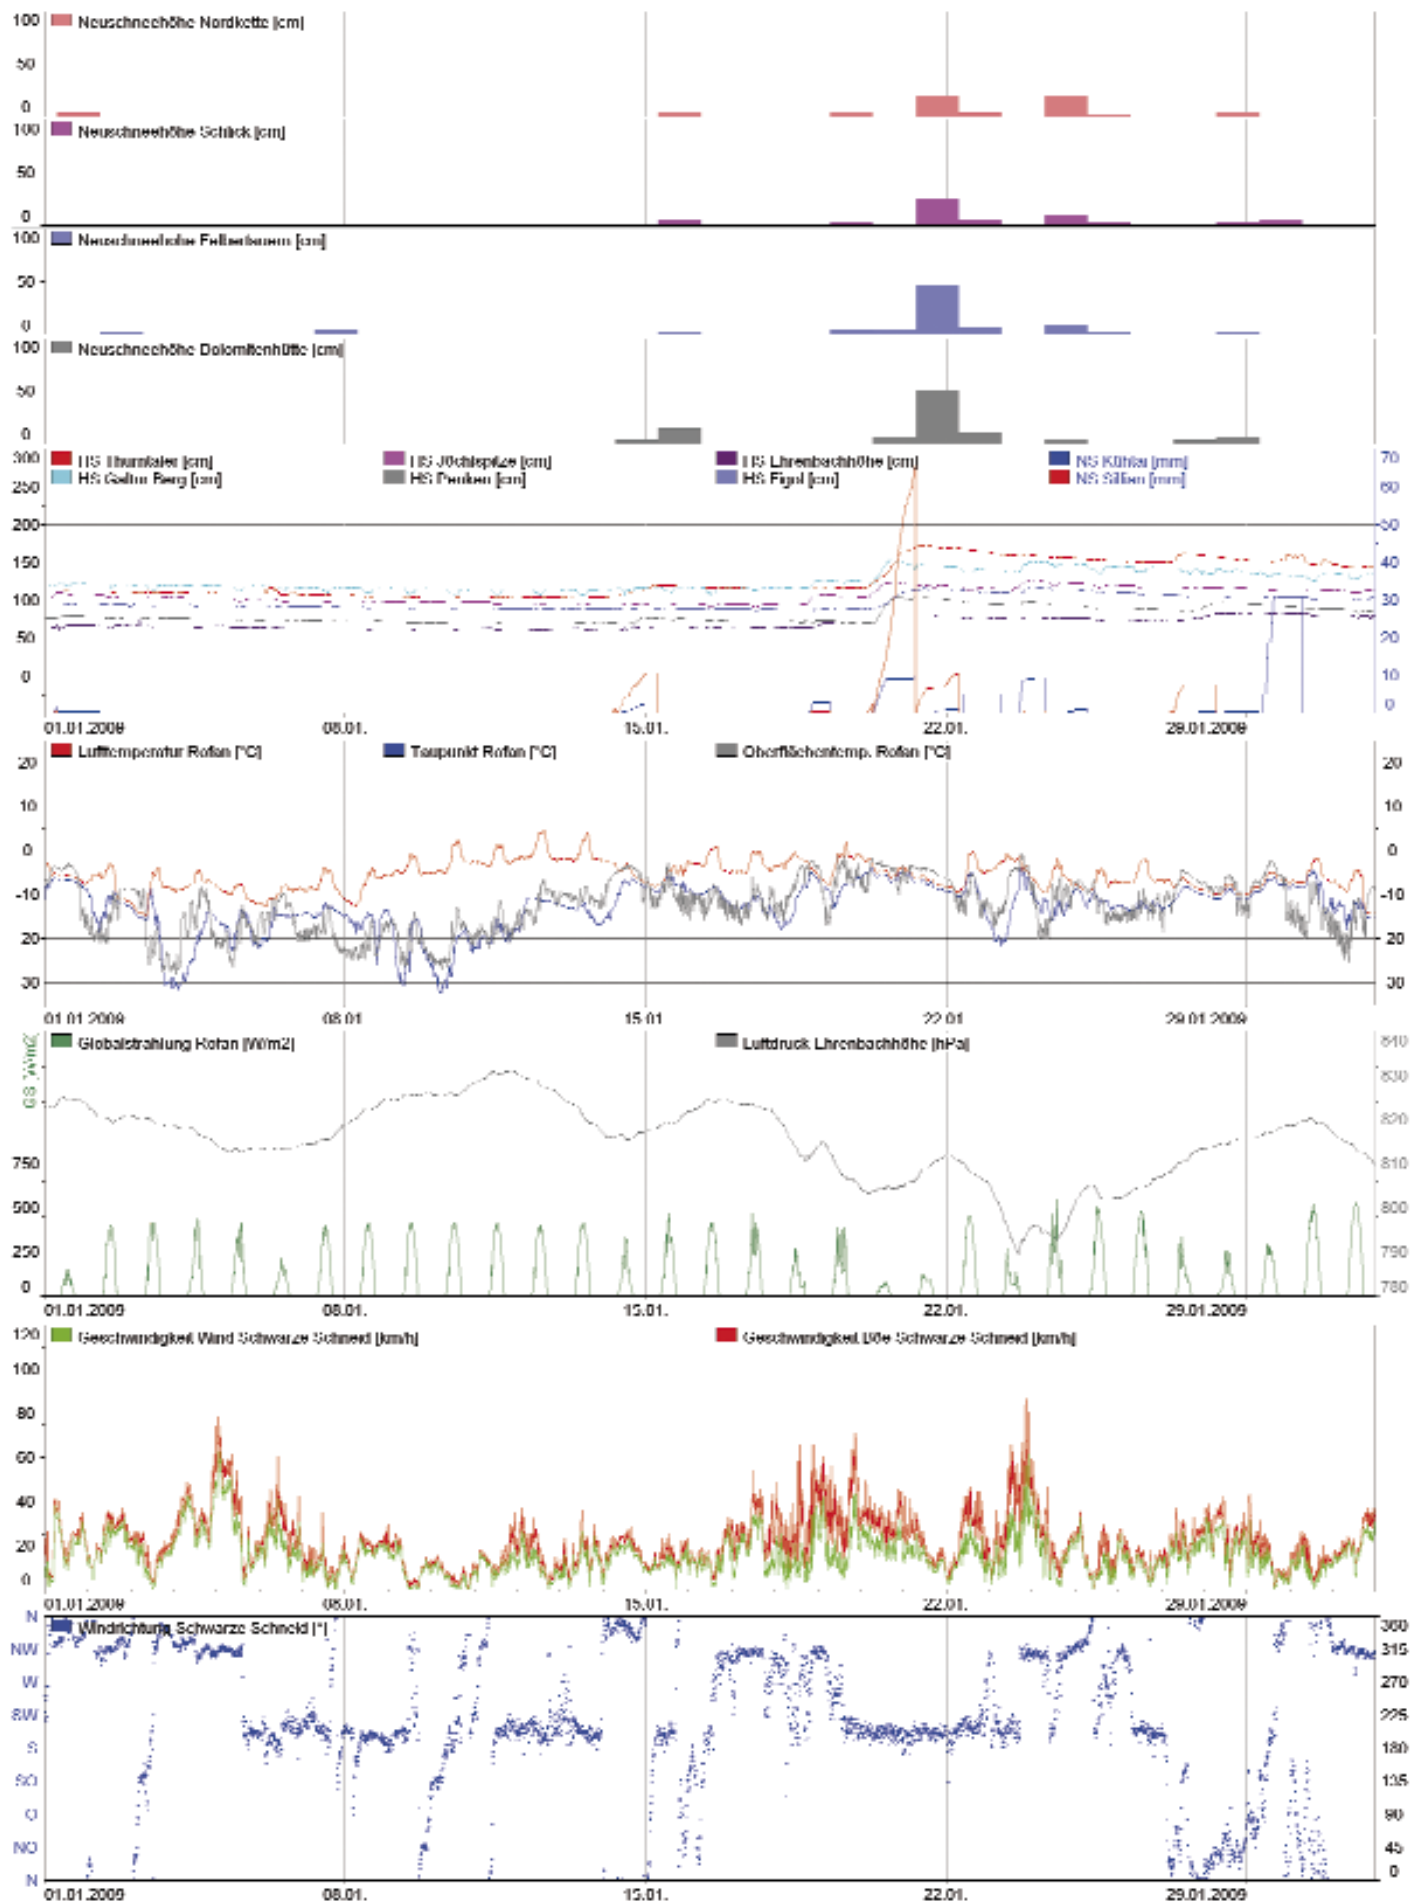 100 Neuschneehöhe Nordkette [cm]
50
0
100 Neuschneehöhe Schlick [cm]
50
0
100 Neuschneehöhe Felbertauern [cm]
50
0
100 Neuschneehöhe Dolomitenhütte [cm]
50
0
300 HS Thurntaler [cm] HS Jöchlspitze [cm] HS Ehrenbachhöhe [cm] NS Kühtai [mm] 70
250 HS Galtür Berg [cm] HS Penken [cm] HS Figol [cm] NS Sillian [mm] 60
200 50
150 40
100 30
50 20
0 10
0
01.01.2009 08.01. 15.01. 22.01. 29.01.2009
Lufttemperatur Rofan [°C] Taupunkt Rofan [°C] Oberflächentemp. Rofan [°C]
20 20
10 10
0 0
-10 -10
20 20
30 30
01.01.2009 08.01 15.01 22.01 29.01.2009
GS [W/m2] Globalstrahlung Rofan [W/m2] Luftdruck Ehrenbachhöhe [hPa] 840
830
820
750 810
500 800
250 790
0 780
01.01.2009 08.01. 15.01. 22.01. 29.01.2009
120 Geschwindigkeit Wind Schwarze Schneid [km/h] Geschwindigkeit Böe Schwarze Schneid [km/h]
100
80
60
40
20
0
01.01.2009 08.01. 15.01. 22.01. 29.01.2009
N Windrichtung Schwarze Schneid [°] 360
NW 315
W 270
SW 225
S 180
SO 135
O 90
NO 45
N 0
01.01.2009 08.01. 15.01. 22.01. 29.01.2009